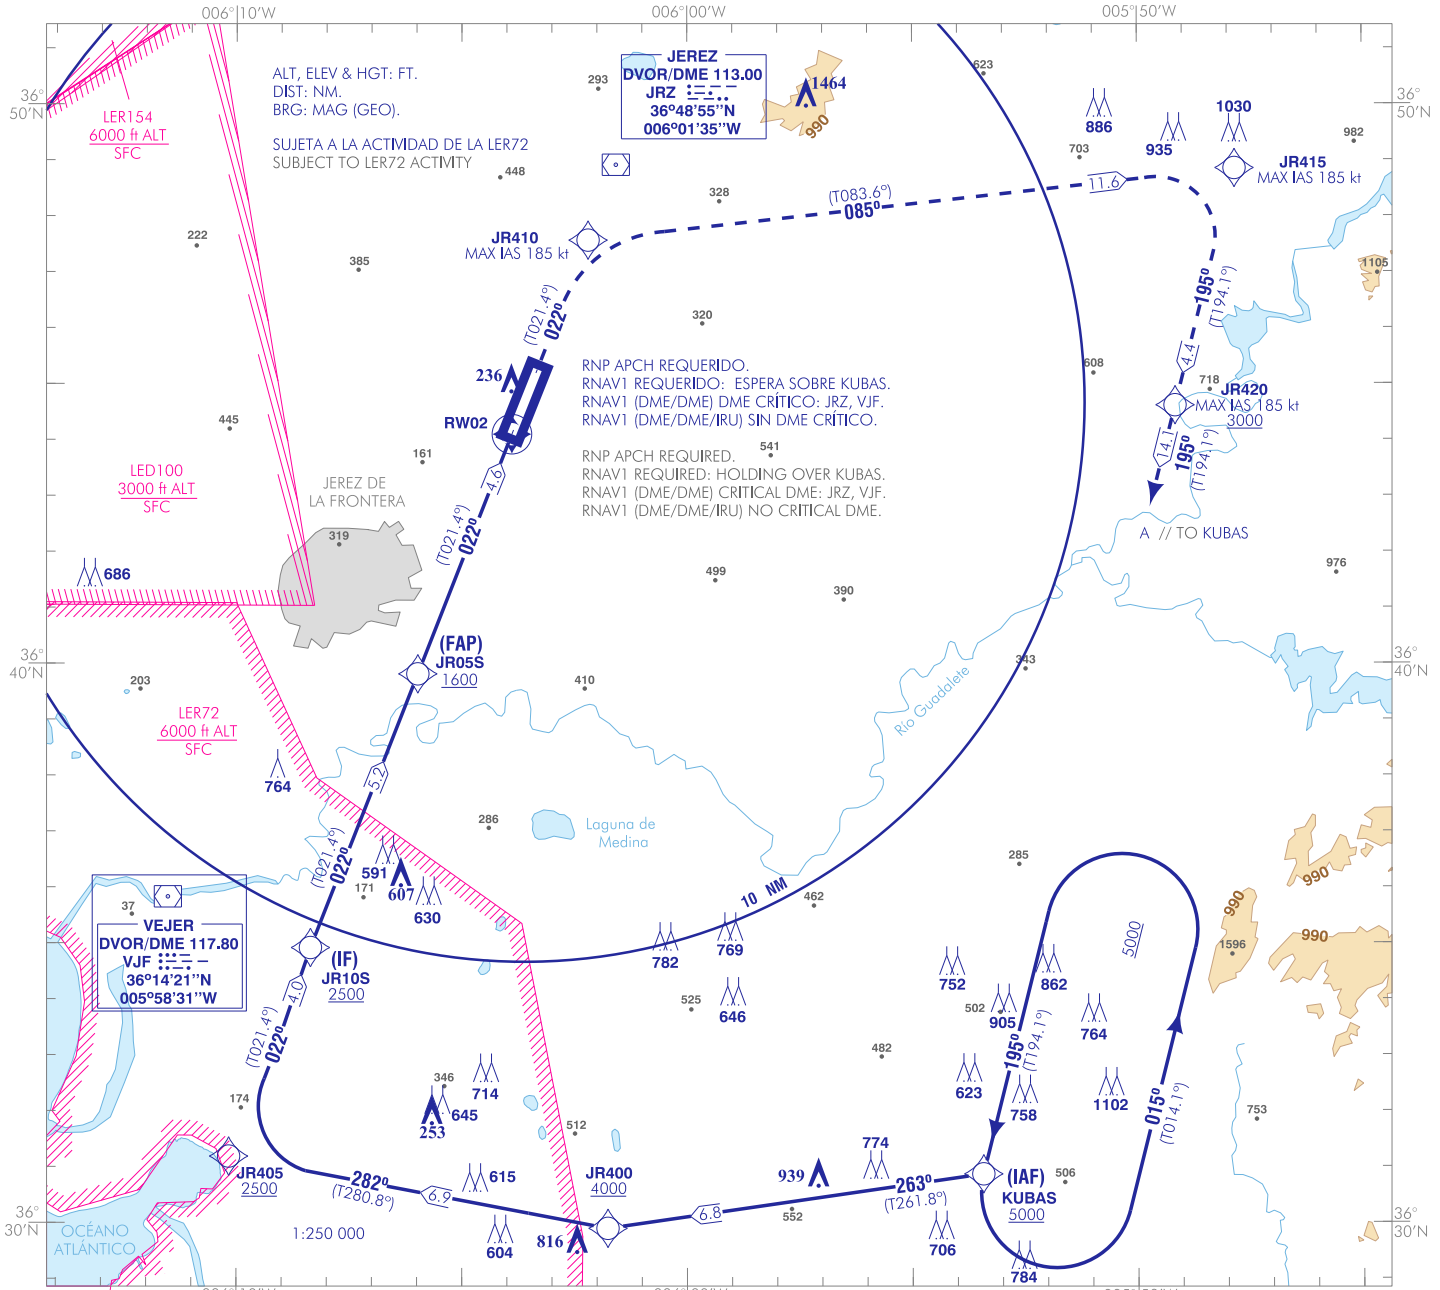 006°10'W
006°00'W
005°50'W
36°
50'N
36°
50'N
ALT, ELEV & HGT: FT.
DIST: NM.
BRG: MAG (GEO).
SUJETA A LA ACTIVIDAD DE LA LER72
SUBJECT TO LER72 ACTIVITY
LER154
6000 ft ALT
SFC
JEREZ
DVOR/DME 113.00
JRZ
36°48'55''N
006°01'35''W
293
1464
990
623
886
703
935
1030
982
JR415
MAX IAS 185 kt
448
328
222
385
(T083.6°)
085°
11.6
JR410
MAX IAS 185 kt
1105
195°
(T194.1°)
(T021.4°)
022°
320
4.4
608
718
236
RW02
RNP APCH REQUERIDO.
RNAV1 REQUERIDO: ESPERA SOBRE KUBAS.
RNAV1 (DME/DME) DME CRÍTICO: JRZ, VJF.
RNAV1 (DME/DME/IRU) SIN DME CRÍTICO.
JR420
MAX IAS 185 kt
3000
445
161
541
14.1
195°
(T194.1°)
RNP APCH REQUIRED.
RNAV1 REQUIRED: HOLDING OVER KUBAS.
RNAV1 (DME/DME) CRITICAL DME: JRZ, VJF.
RNAV1 (DME/DME/IRU) NO CRITICAL DME.
LED100
3000 ft ALT
SFC
JEREZ DE
LA FRONTERA
4.6
(T021.4°)
022°
A // TO KUBAS
319
686
499
390
976
36°
40'N
36°
40'N
(FAP)
JR05S
1600
343
203
410
Río Guadalete
LER72
6000 ft ALT
SFC
764
5.2
286
Laguna de
Medina
(T021.4°)
022°
591
607
630
171
285
10 NM
462
990
990
990
1596
5000
37
VEJER
DVOR/DME 117.80
VJF
36°14'21''N
005°58'31''W
(IF)
JR10S
2500
782
769
646
525
752
862
905
502
764
4.0
(T021.4°)
022°
195°
(T194.1°)
482
346
714
645
253
623
758
1102
015°
(T014.1°)
753
174
512
JR405
2500
282°
(T280.8°)
6.9
615
JR400
4000
774
939
263°
(T261.8°)
(IAF)
KUBAS
5000
506
6.8
552
36°
30'N
36°
30'N
OCÉANO
ATLÁNTICO
1:250 000
604
816
706
784